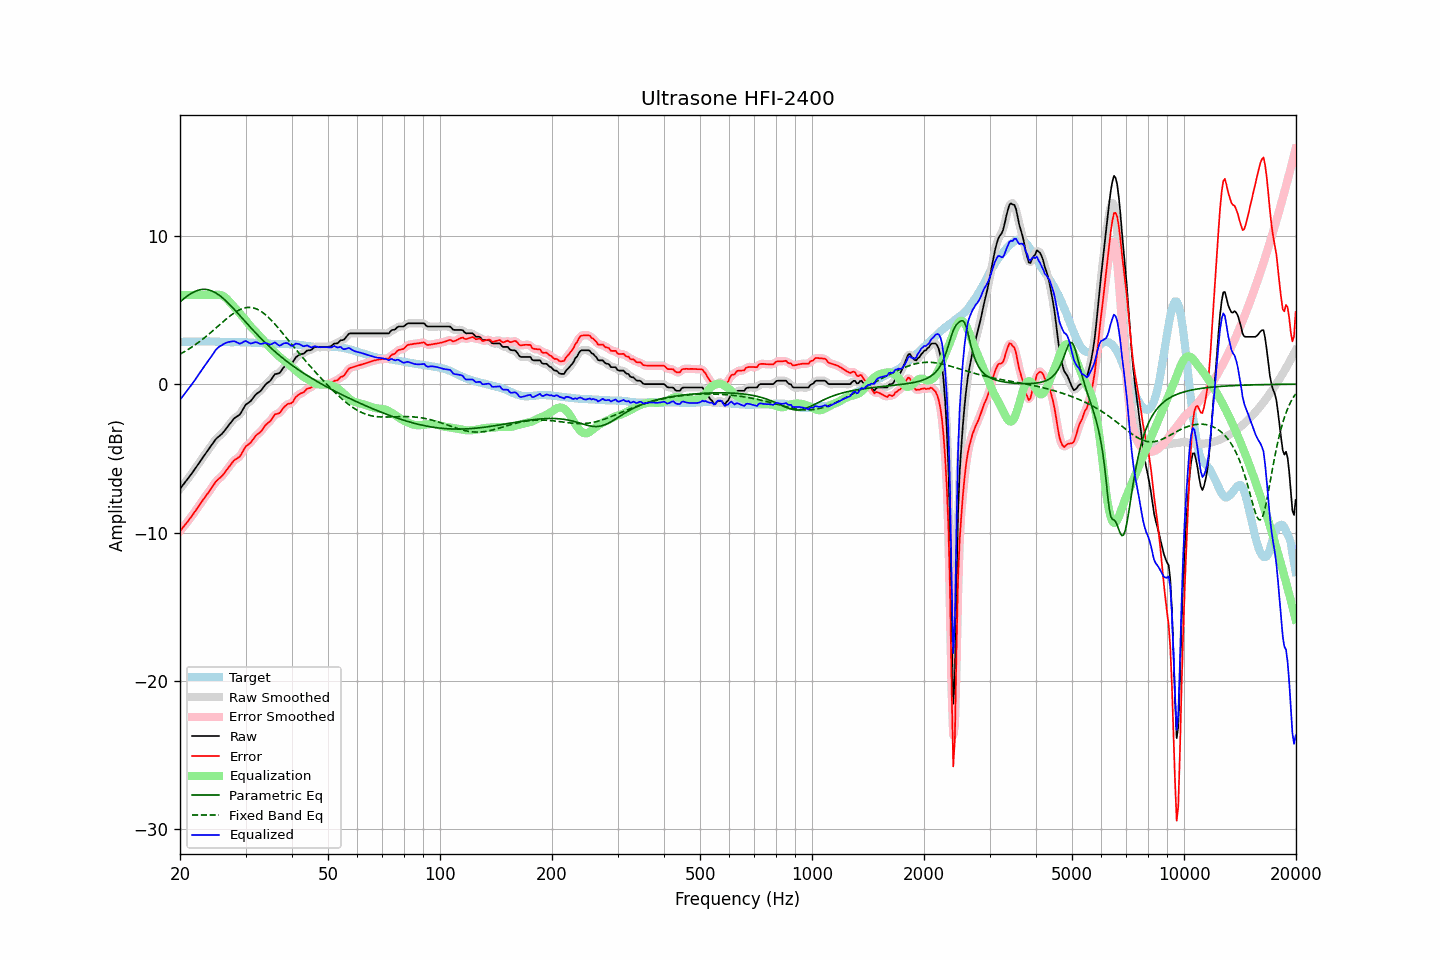 Ultrasone HFI-2400
Amplitude (dBr)
10
0
−10
−20
−30
Target
Raw Smoothed
Error Smoothed
Raw
Error
Equalization
Parametric Eq
Fixed Band Eq
Equalized
20 50 100 200 500 1000 2000 5000 10000 20000
Frequency (Hz)